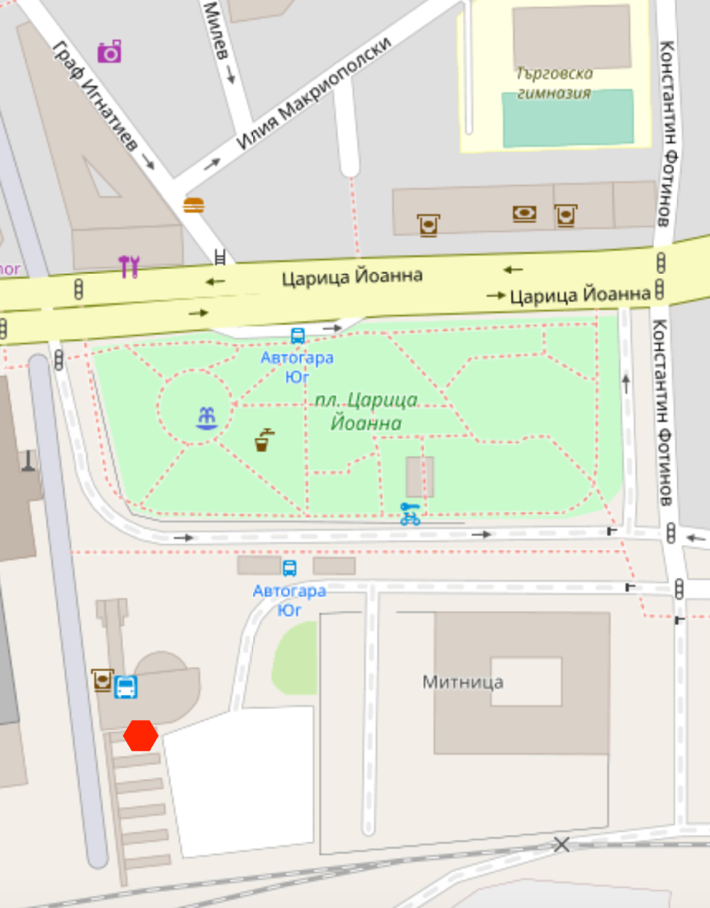 Граф Игнатиев
Милев
Илия Макриополски
Търговска
гимназия
Константин Фотинов
Царица Йоанна
Царица Йоанна
Автогара
Юг
пл. Царица
Йоанна
Константин Фотинов
Автогара
Юг
Митница